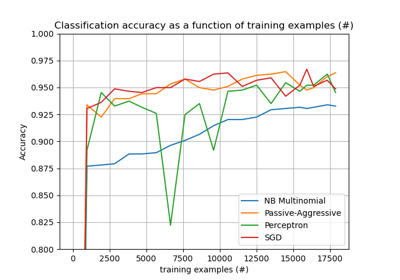 Classification accuracy as a function of training examples (#)
1.000
0.975
0.950
0.925
0.900
0.875
0.850
0.825
0.800
Accuracy
NB Multinomial
Passive-Aggressive
Perceptron
SGD
0 2500 5000 7500 10000 12500 15000 17500
training examples (#)